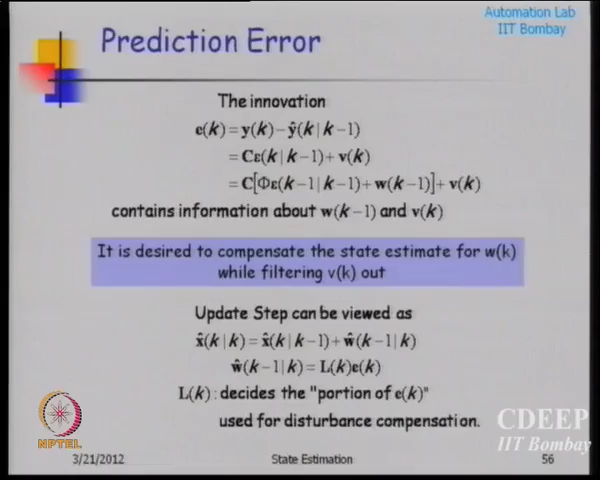 Automation Lab
IIT Bombay
Prediction Error
The innovation
e(k) = y(k) − ŷ(k | k −1)
= Cε(k | k −1) + v(k)
= C[Φε(k −1 | k −1) + w(k −1)] + v(k)
contains information about w(k −1) and v(k)
It is desired to compensate the state estimate for w(k)
while filtering v(k) out
Update Step can be viewed as
x̂(k | k) = x̂(k | k −1) + ŵ(k −1 | k)
ŵ(k −1 | k) = L(k)e(k)
L(k) : decides the "portion of e(k)"
used for disturbance compensation.
NPTEL
CDEEP
IIT Bombay
3/21/2012
State Estimation
56